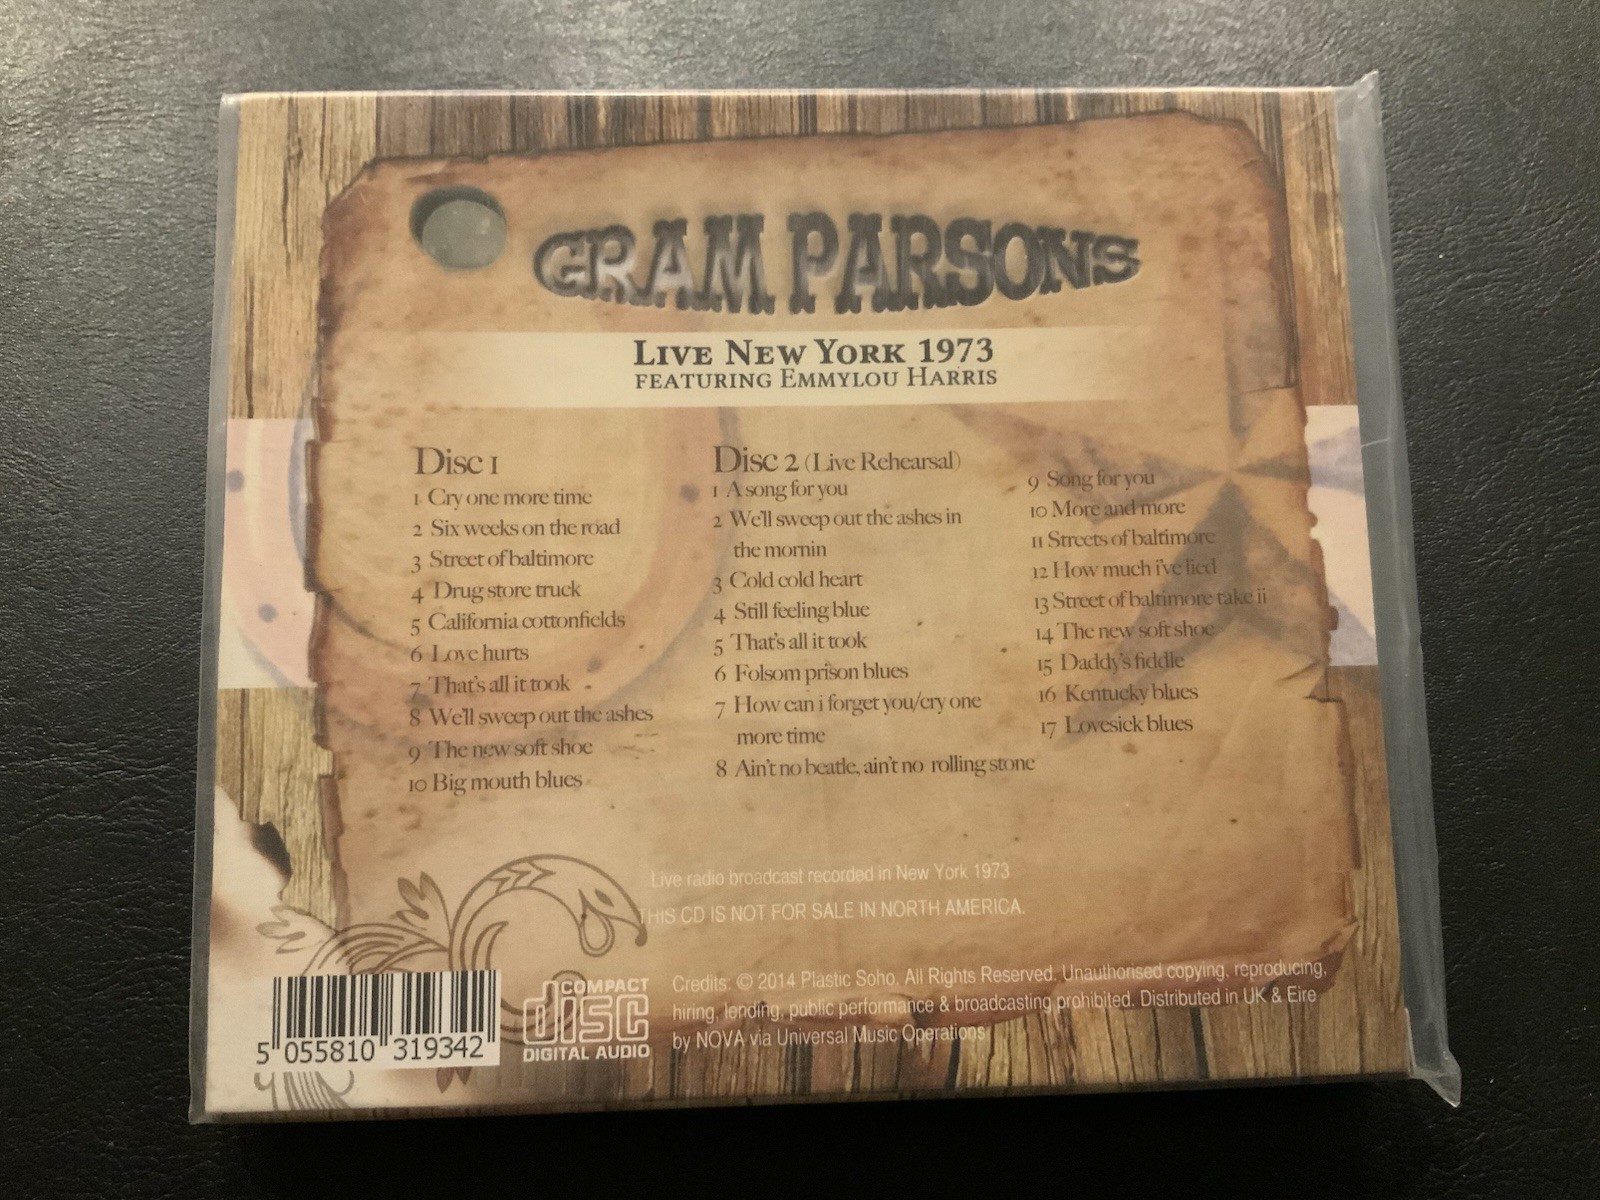 GRAM PARSONS
LIVE NEW YORK 1973
FEATURING EMMYLOU HARRIS
Disc 1
1 Cry one more time
2 Six weeks on the road
3 Street of baltimore
4 Drug store truck
5 California cottonfields
6 Love hurts
7 That's all it took
8 We'll sweep out the ashes
9 The new soft shoe
10 Big mouth blues
Disc 2 (Live Rehearsal)
1 A song for you
2 We'll sweep out the ashes in
the mornin
3 Cold cold heart
4 Still feeling blue
5 That's all it took
6 Folsom prison blues
7 How can i forget you/cry one
more time
8 Ain't no beatle, ain't no rolling stone
9 Song for you
10 More and more
11 Streets of baltimore
12 How much i've lied
13 Street of baltimore take ii
14 The new soft shoe
15 Daddy's fiddle
16 Kentucky blues
17 Lovesick blues
Live radio broadcast recorded in New York 1973
THIS CD IS NOT FOR SALE IN NORTH AMERICA.
Credits: © 2014 Plastic Soho. All Rights Reserved. Unauthorised copying, reproducing,
hiring, lending, public performance & broadcasting prohibited. Distributed in UK & Eire
by NOVA via Universal Music Operations
COMPACT
disc
DIGITAL AUDIO
5 055810 319342